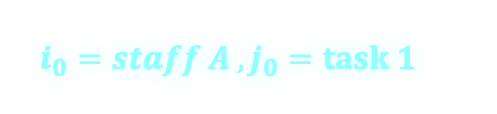 i₀ = staff A , j₀ = task 1